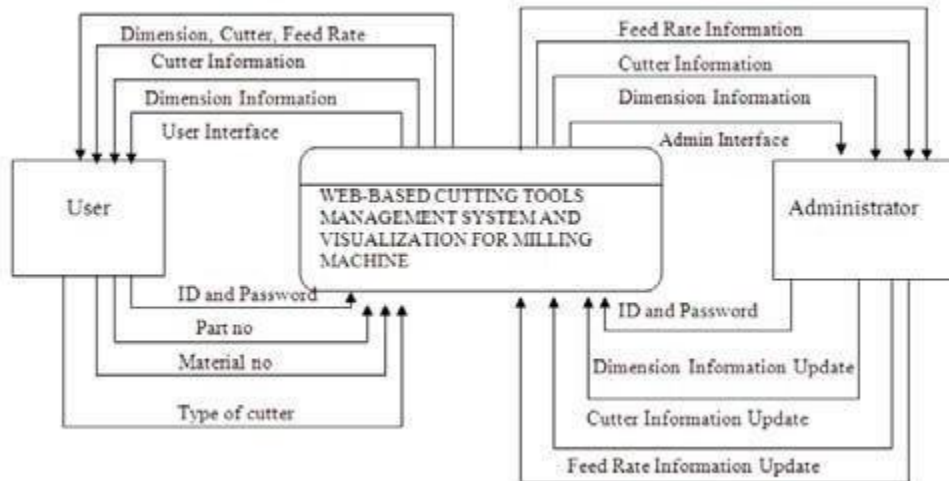 Dimension, Cutter, Feed Rate
Cutter Information
Dimension Information
User Interface
Feed Rate Information
Cutter Information
Dimension Information
Admin Interface
User
WEB-BASED CUTTING TOOLS
MANAGEMENT SYSTEM AND
VISUALIZATION FOR MILLING
MACHINE
Administrator
ID and Password
Part no
Material no
Type of cutter
ID and Password
Dimension Information Update
Cutter Information Update
Feed Rate Information Update